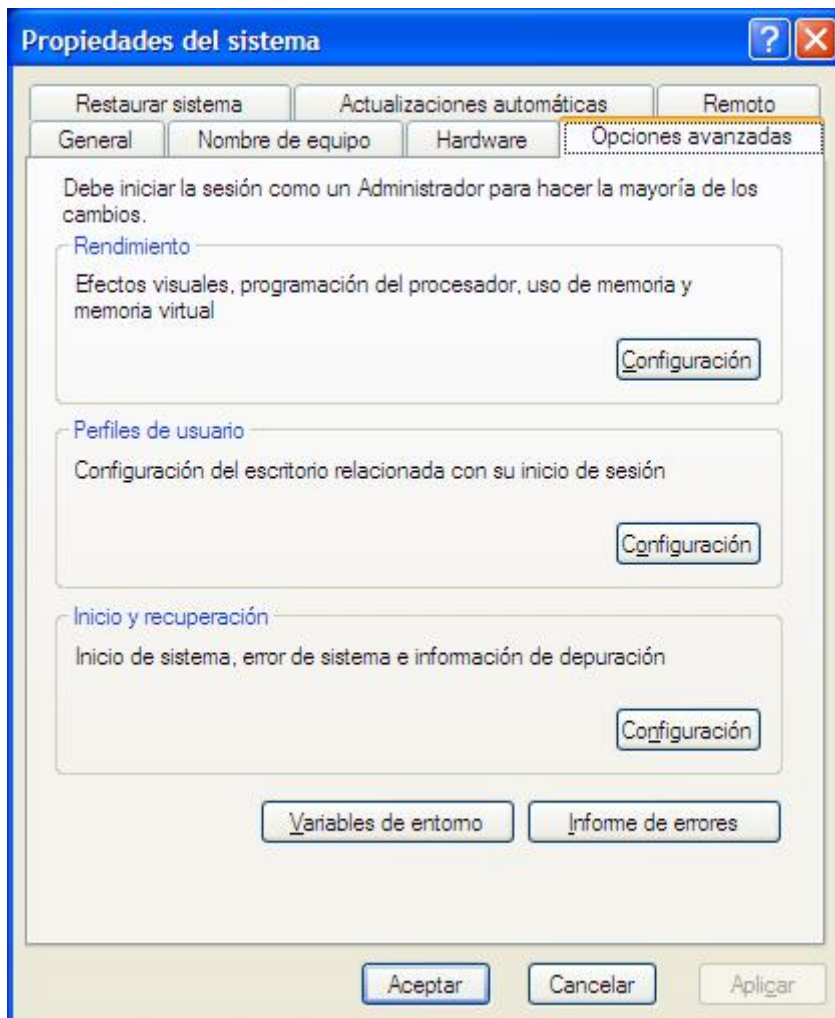 Propiedades del sistema
Restaurar sistema
Actualizaciones automáticas
Remoto
General
Nombre de equipo
Hardware
Opciones avanzadas
Debe iniciar la sesión como un Administrador para hacer la mayoría de los
cambios.
Rendimiento
Efectos visuales, programación del procesador, uso de memoria y
memoria virtual
Configuración
Perfiles de usuario
Configuración del escritorio relacionada con su inicio de sesión
Configuración
Inicio y recuperación
Inicio de sistema, error de sistema e información de depuración
Configuración
Variables de entorno
Informe de errores
Aceptar
Cancelar
Aplicar